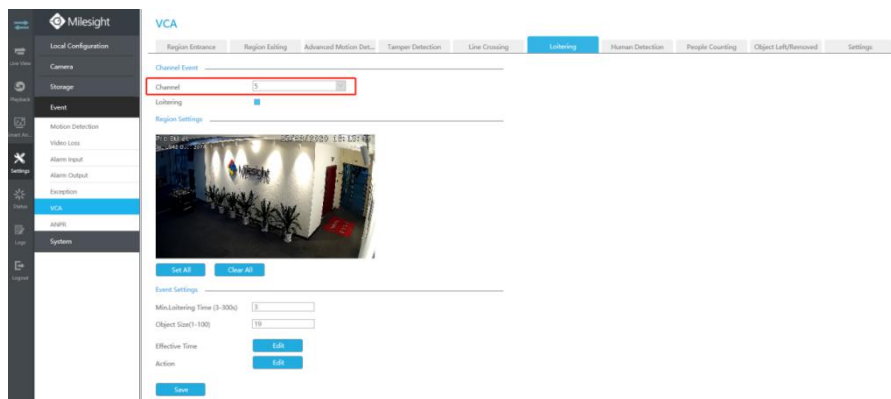 Milesight
VCA
Local Configuration
Region Entrance
Region Exiting
Advanced Motion Det...
Tamper Detection
Line Crossing
Loitering
Human Detection
People Counting
Object Left/Removed
Settings
Live View
Camera
Channel Event
Storage
Channel
5
Playback
Event
Loitering
Region Settings
Motion Detection
Video Loss
Alarm Input
Settings
Alarm Output
Exception
Status
VCA
ANPR
Logs
System
Logout
Milesight
Set All
Clear All
Event Settings
Min.Loitering Time (3-300s)
3
Object Size(1-100)
19
Effective Time
Edit
Action
Edit
Save